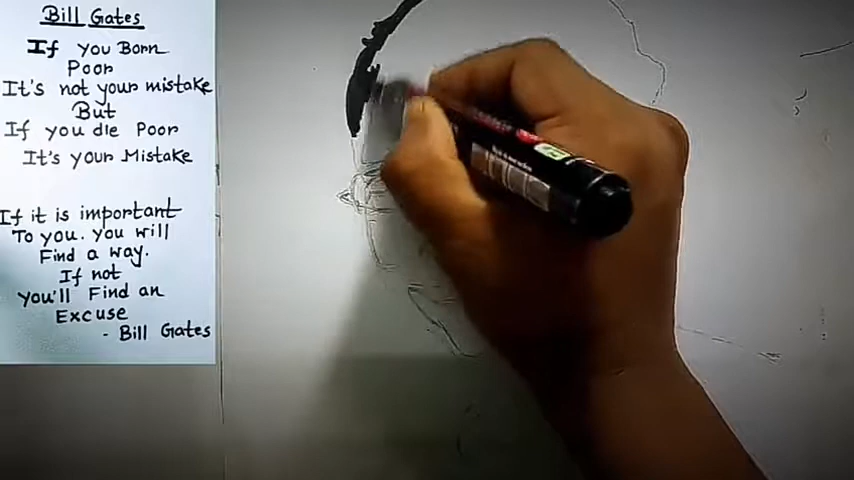 Bill Gates
If you Born
Poor
It's not your mistake
But
If you die Poor
It's your Mistake
If it is important
To you. you will
Find a way.
If not
you'll Find an
Excuse
- Bill Gates